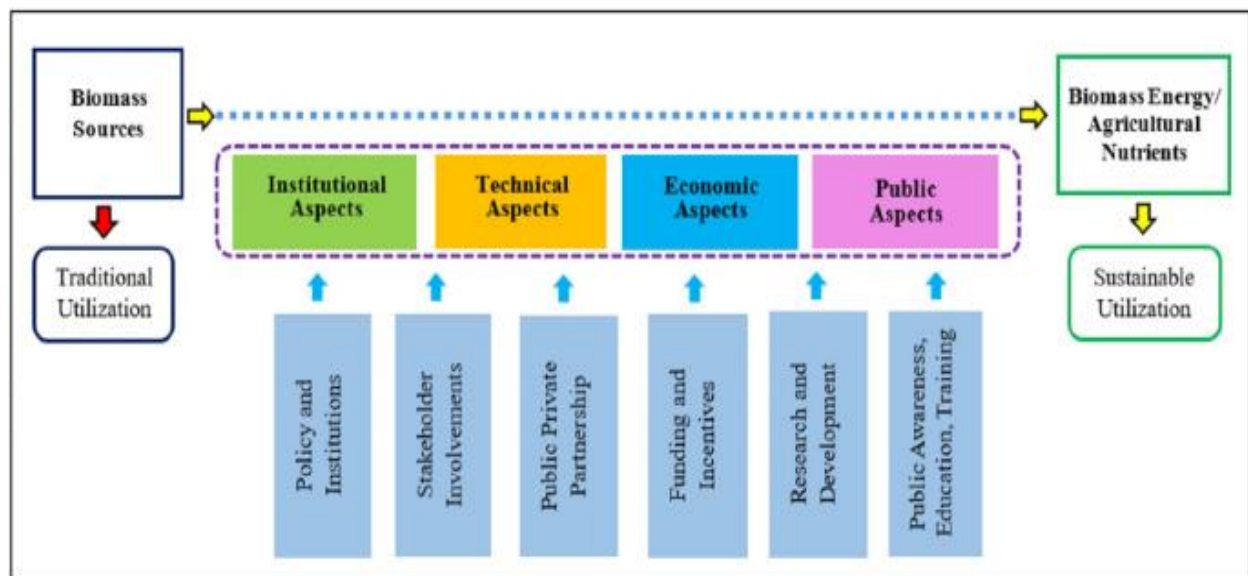 Biomass
Sources
Biomass Energy/
Agricultural
Nutrients
Institutional
Aspects
Technical
Aspects
Economic
Aspects
Public
Aspects
Traditional
Utilization
Sustainable
Utilization
Policy and
Institutions
Stakeholder
Involvements
Public Private
Partnership
Funding and
Incentives
Research and
Development
Public Awareness,
Education, Training